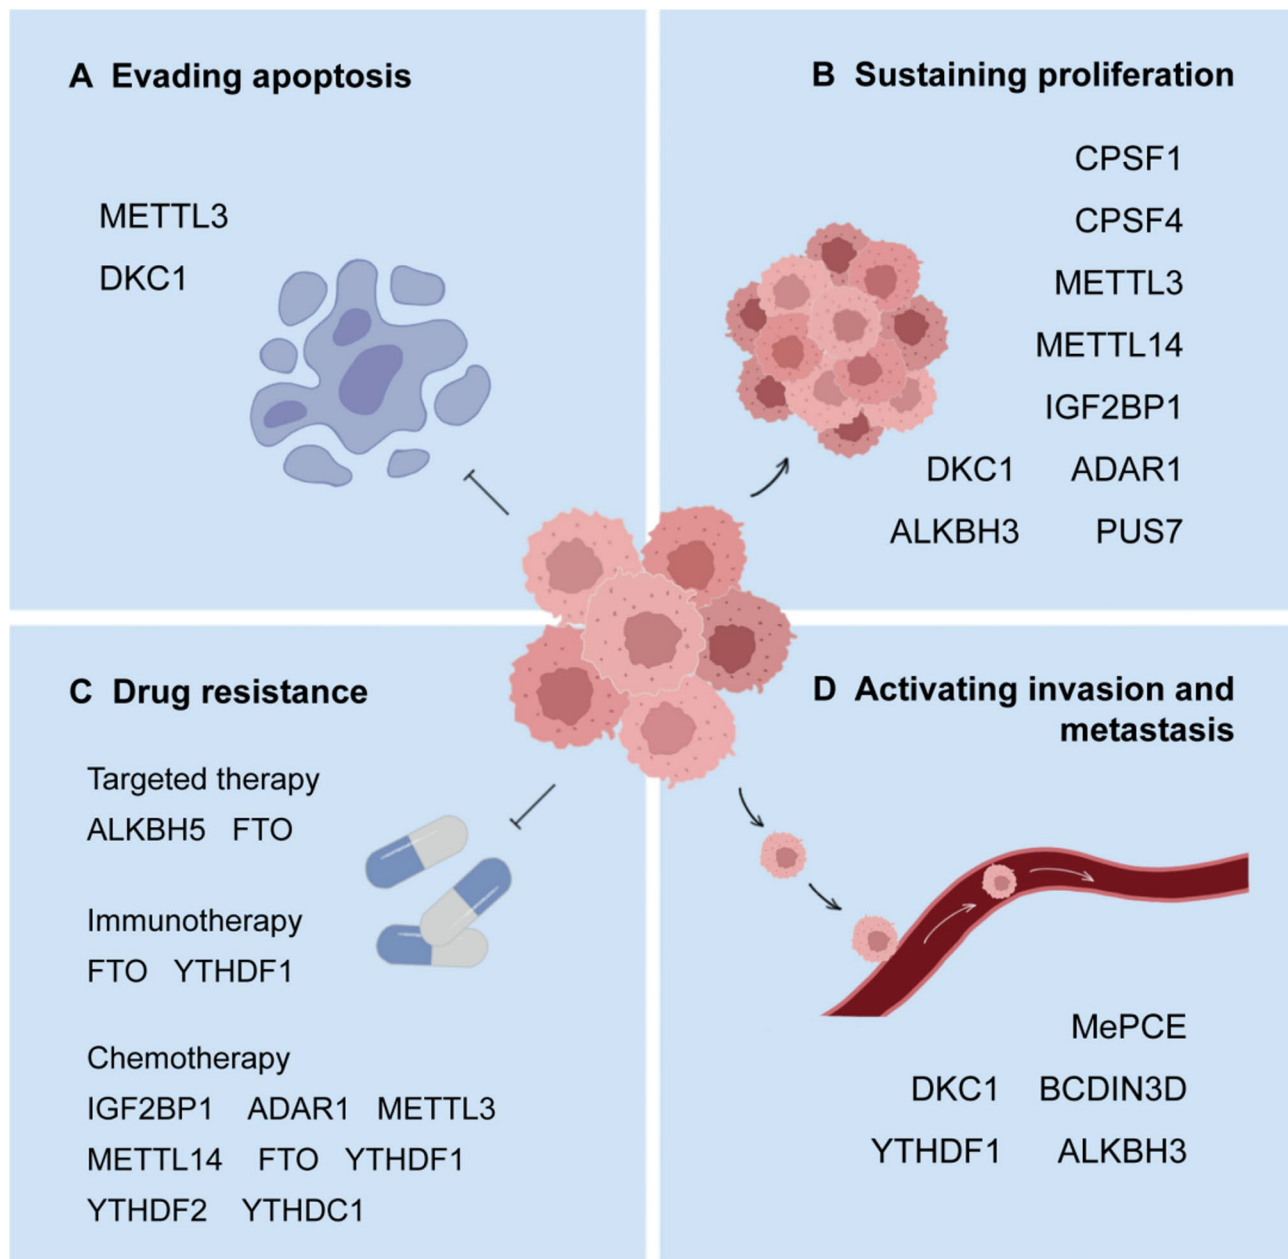 A Evading apoptosis
METTL3
DKC1
B Sustaining proliferation
CPSF1
CPSF4
METTL3
METTL14
IGF2BP1
DKC1 ADAR1
ALKBH3 PUS7
C Drug resistance
Targeted therapy
ALKBH5 FTO
Immunotherapy
FTO YTHDF1
Chemotherapy
IGF2BP1 ADAR1 METTL3
METTL14 FTO YTHDF1
YTHDF2 YTHDC1
D Activating invasion and
metastasis
MePCE
DKC1 BCDIN3D
YTHDF1 ALKBH3